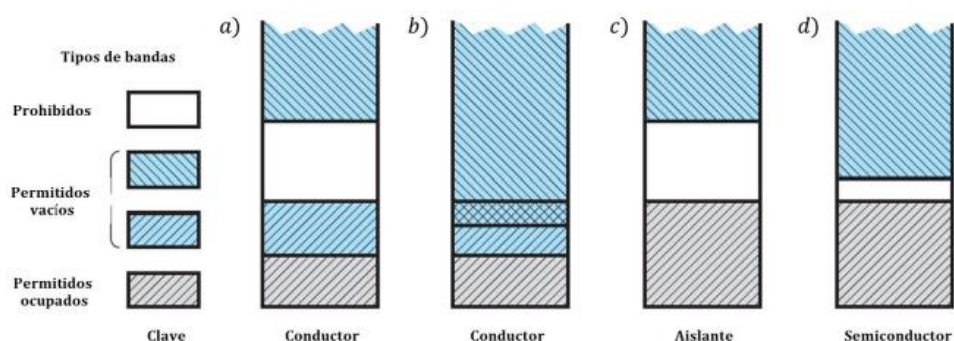 a)
b)
c)
d)
Tipos de bandas
Prohibidos
Permitidos
vacíos
Permitidos
ocupados
Clave
Conductor
Conductor
Aislante
Semiconductor